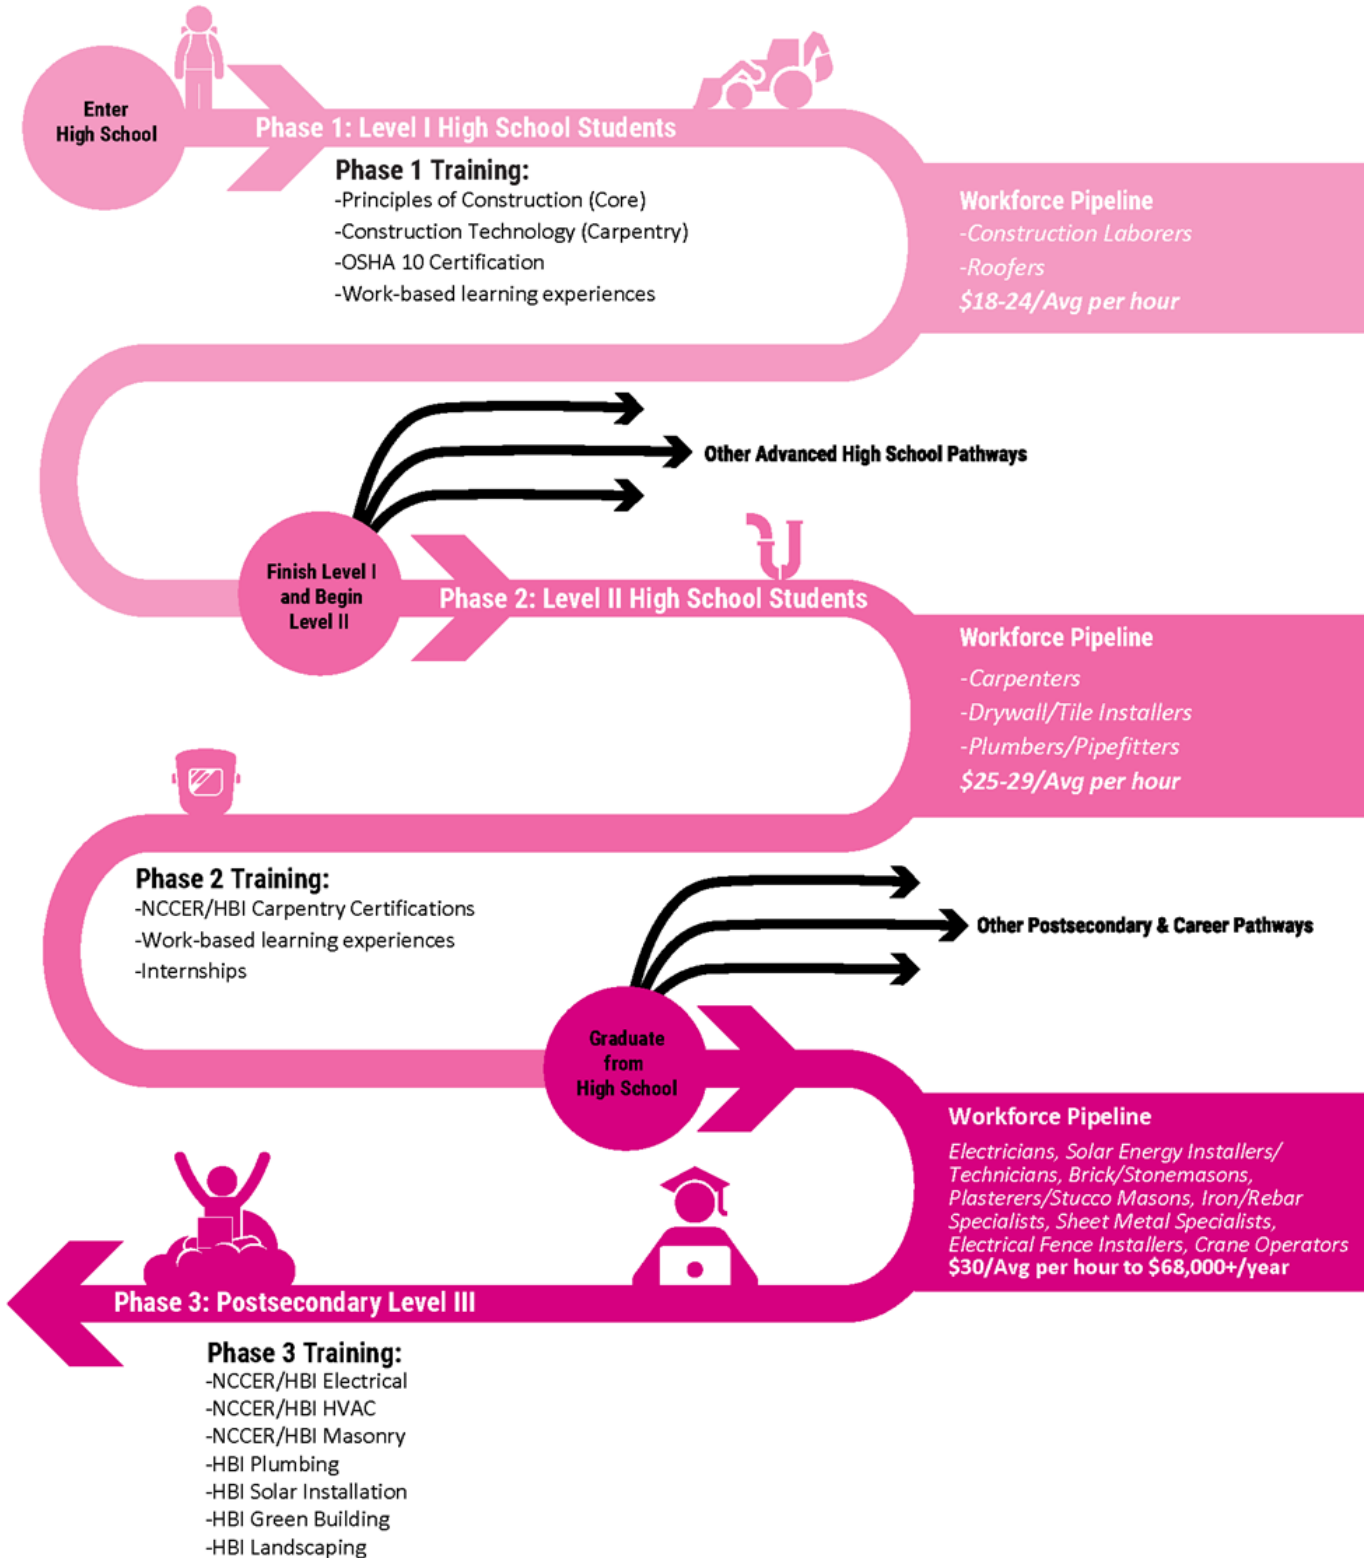 Enter
High School
Phase 1: Level I High School Students
Phase 1 Training:
-Principles of Construction (Core)
-Construction Technology (Carpentry)
-OSHA 10 Certification
-Work-based learning experiences
Workforce Pipeline
-Construction Laborers
-Roofers
$18-24/Avg per hour
Other Advanced High School Pathways
Finish Level I
and Begin
Level II
Phase 2: Level II High School Students
Workforce Pipeline
-Carpenters
-Drywall/Tile Installers
-Plumbers/Pipefitters
$25-29/Avg per hour
Phase 2 Training:
-NCCER/HBI Carpentry Certifications
-Work-based learning experiences
-Internships
Other Postsecondary & Career Pathways
Graduate
from
High School
Workforce Pipeline
Electricians, Solar Energy Installers/
Technicians, Brick/Stonemasons,
Plasterers/Stucco Masons, Iron/Rebar
Specialists, Sheet Metal Specialists,
Electrical Fence Installers, Crane Operators
$30/Avg per hour to $68,000+/year
Phase 3: Postsecondary Level III
Phase 3 Training:
-NCCER/HBI Electrical
-NCCER/HBI HVAC
-NCCER/HBI Masonry
-HBI Plumbing
-HBI Solar Installation
-HBI Green Building
-HBI Landscaping